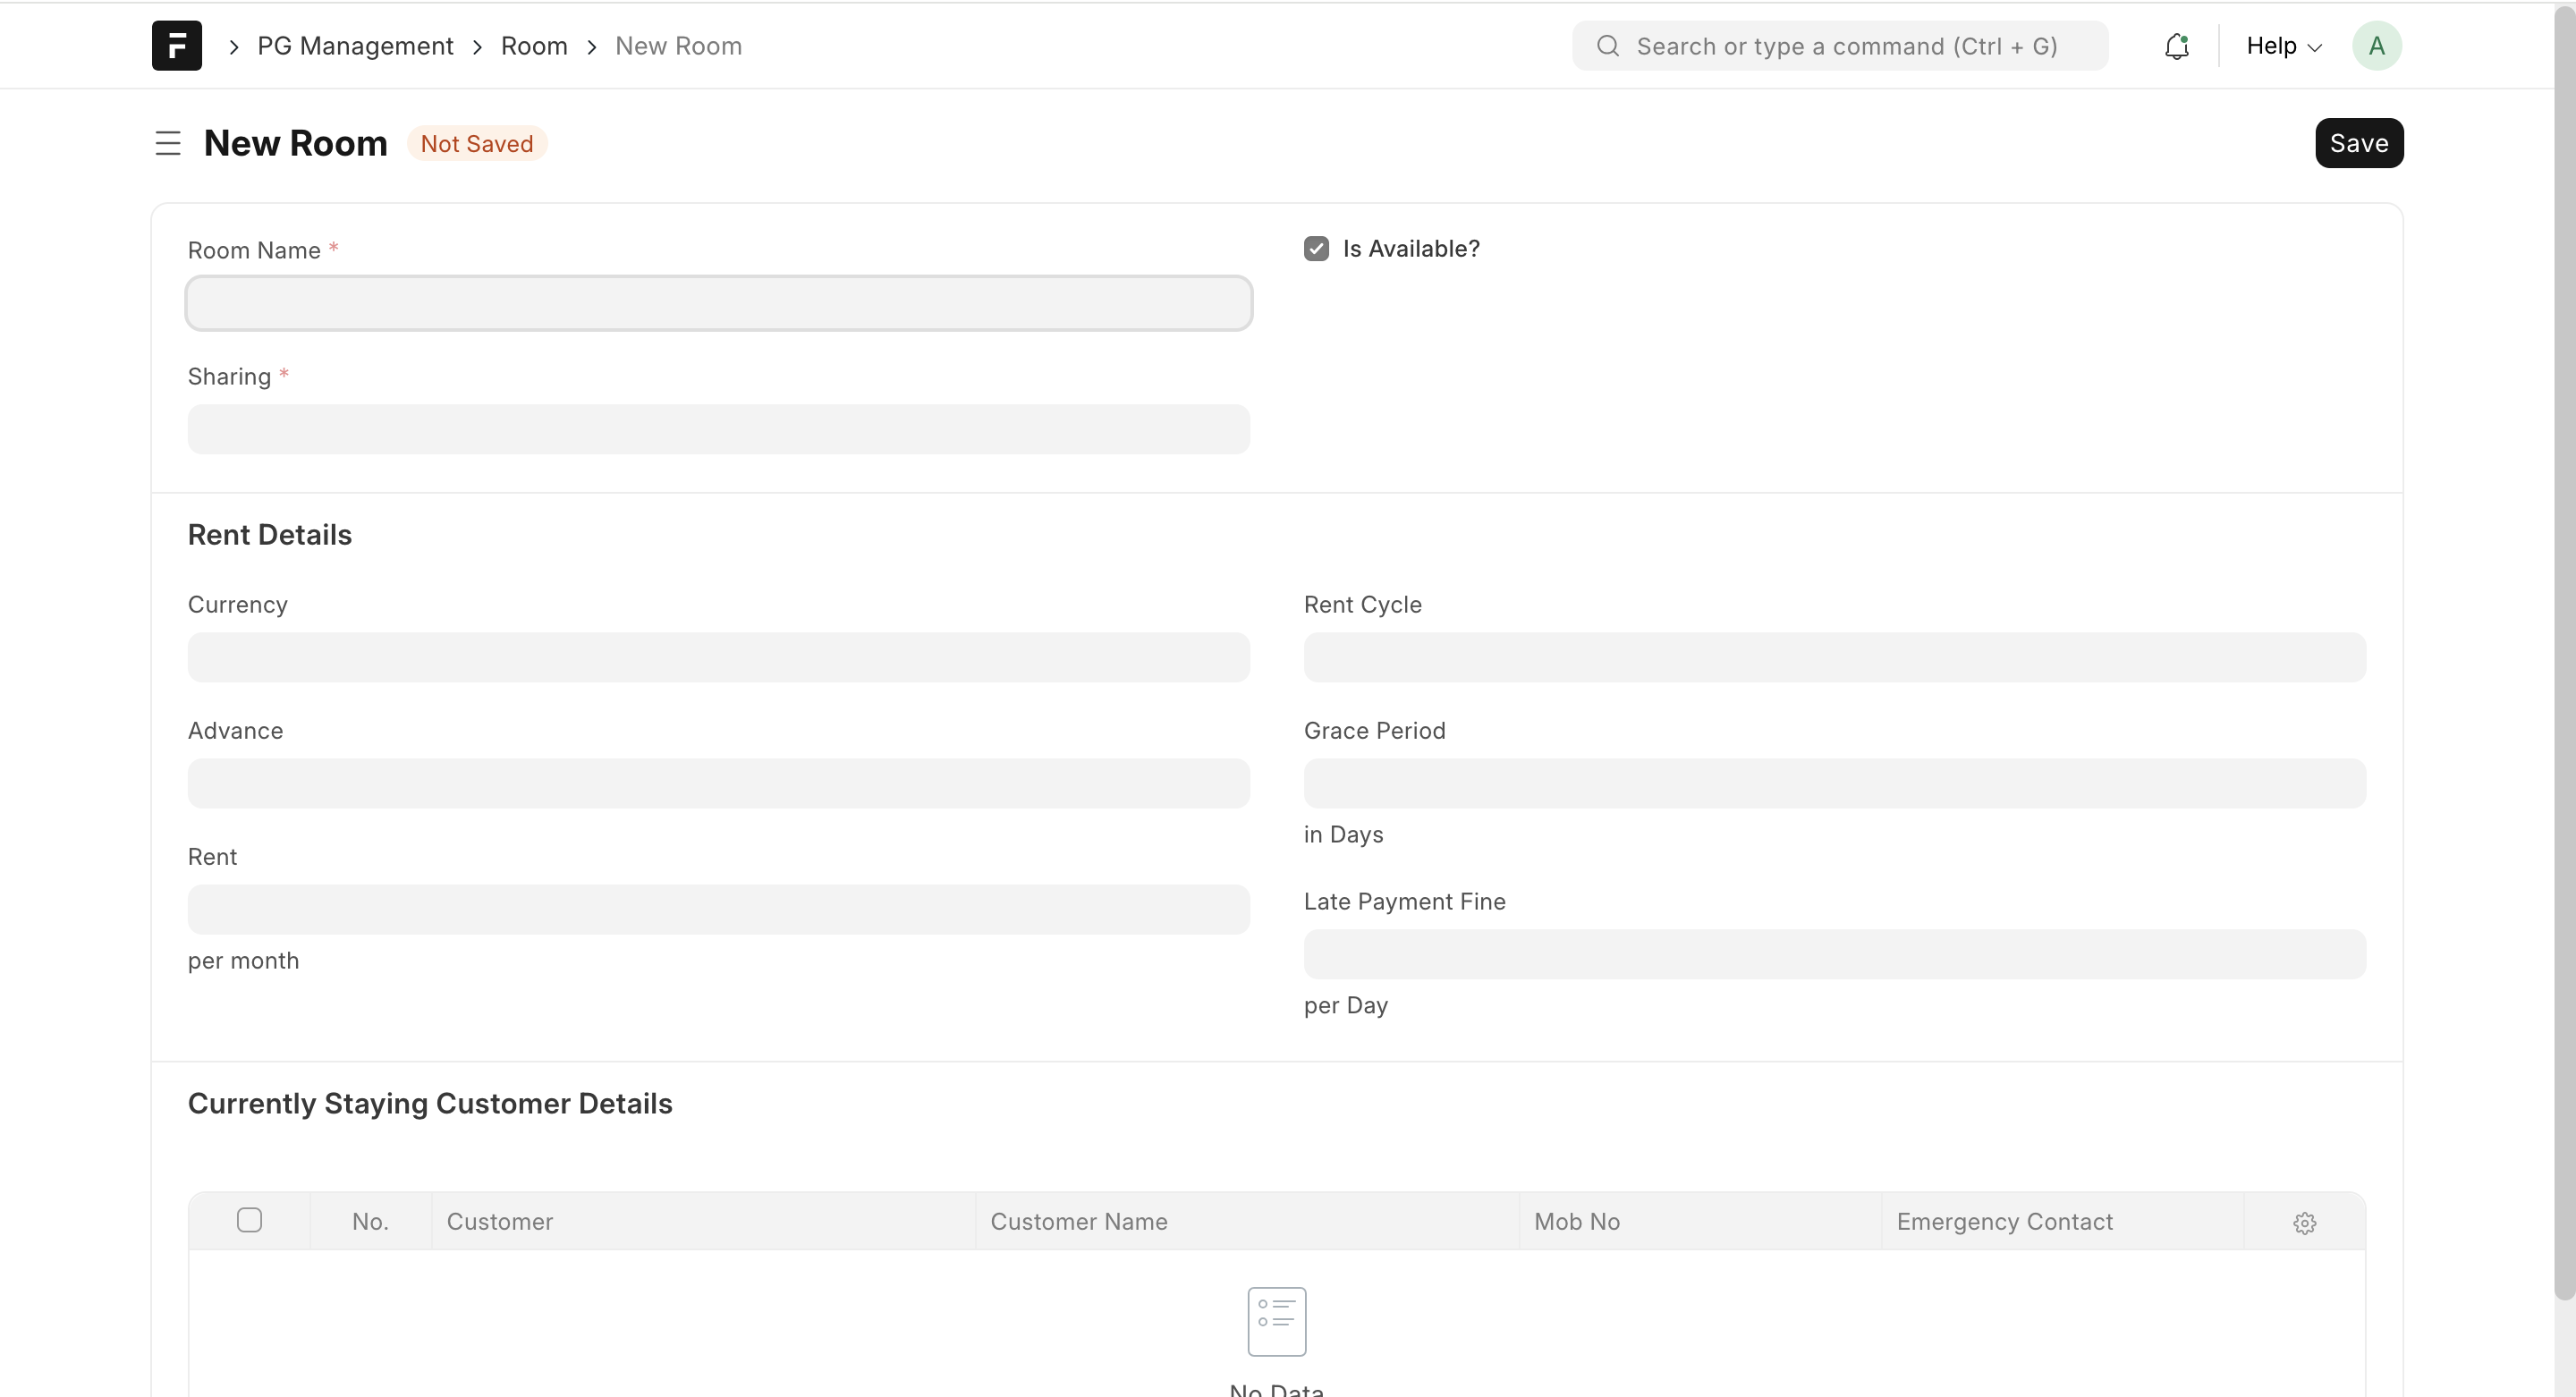 F PG Management Room New Room Search or type a command (Ctrl + G) Help A
New Room Not Saved Save
Room Name *
Is Available?
Sharing *
Rent Details
Currency
Rent Cycle
Advance
Grace Period
in Days
Rent
per month
Late Payment Fine
per Day
Currently Staying Customer Details
No. Customer Customer Name Mob No Emergency Contact
No Data